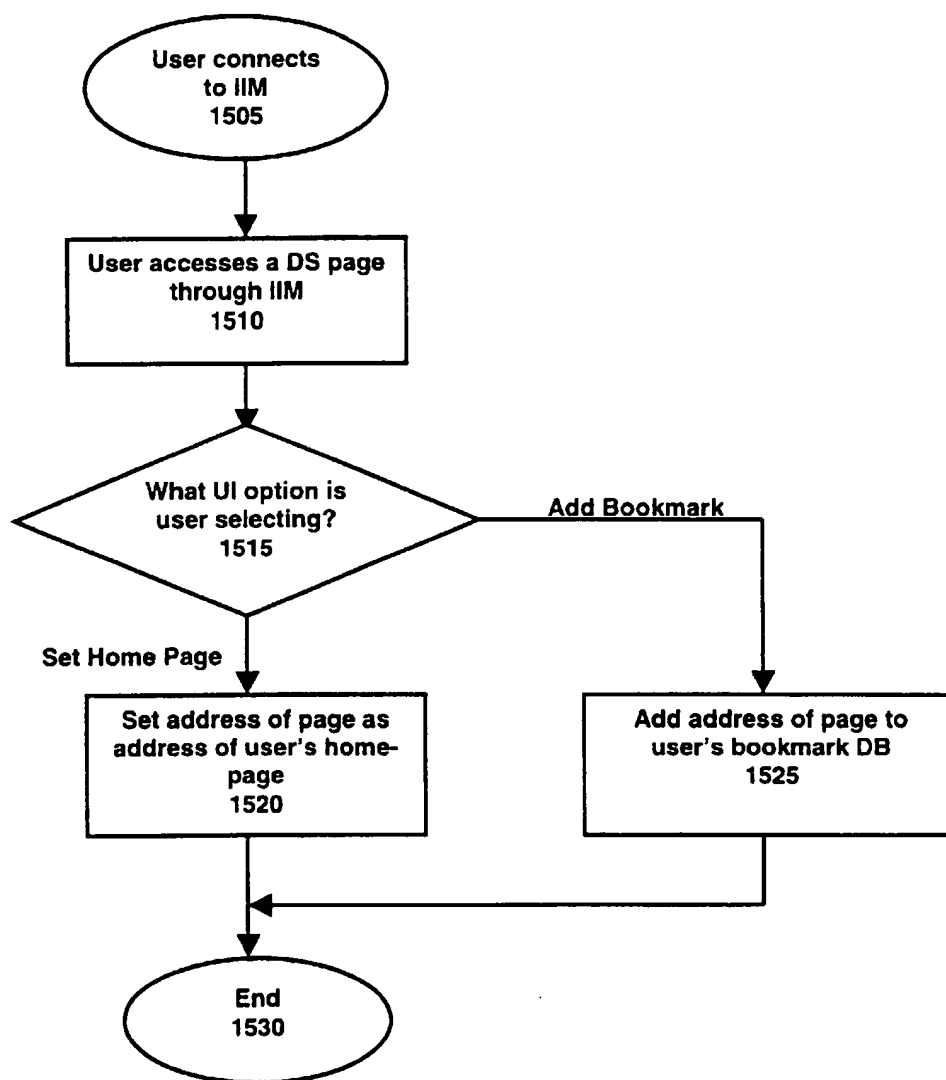 User connects
to IIM
1505
User accesses a DS page
through IIM
1510
What UI option is
user selecting?
1515
Add Bookmark
Set Home Page
Set address of page as
address of user's home-
page
1520
Add address of page to
user's bookmark DB
1525
End
1530